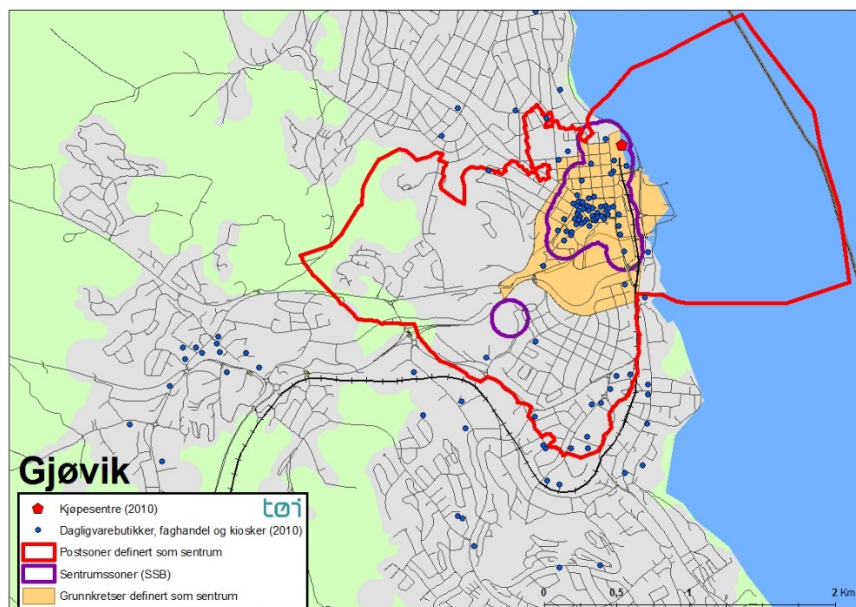 Gjøvik
tøi
Kjøpesentre (2010)
Dagligvarebutikker, faghandel og kiosker (2010)
Postsoner definert som sentrum
Sentrumssoner (SSB)
Grunnkretser definert som sentrum
0 0,5 1 2 Km